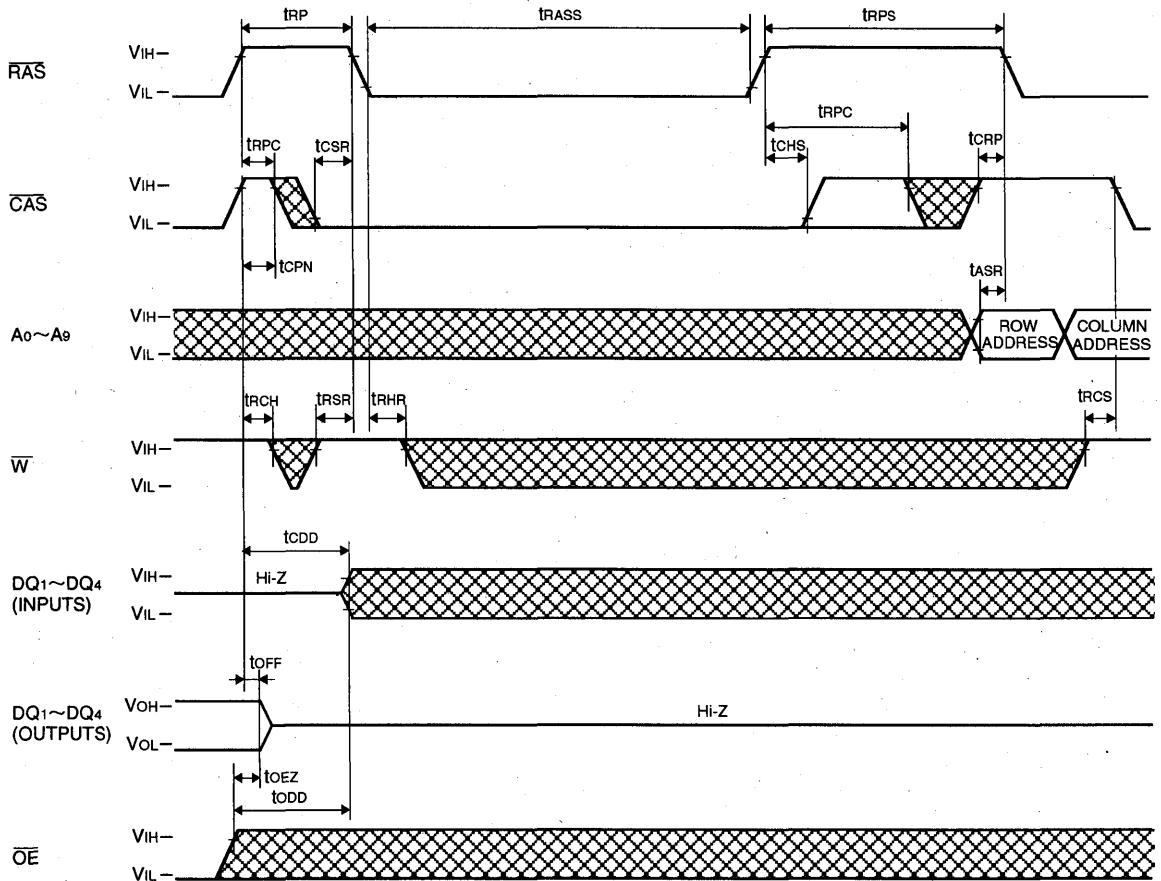 tRP tRASS tRPS
RAS
VIH
VIL
tRPC tCSR tRPC tCHS tCRP
CAS
VIH
VIL
tCPN tASR
A0~A9
VIH
VIL
ROW ADDRESS
COLUMN ADDRESS
tRCH tRSR tRHR tRCS
W
VIH
VIL
tCDD
DQ1~DQ4
(INPUTS)
VIH
VIL
Hi-Z
tOFF
DQ1~DQ4
(OUTPUTS)
VOH
VOL
Hi-Z
tOEZ
tODD
OE
VIH
VIL